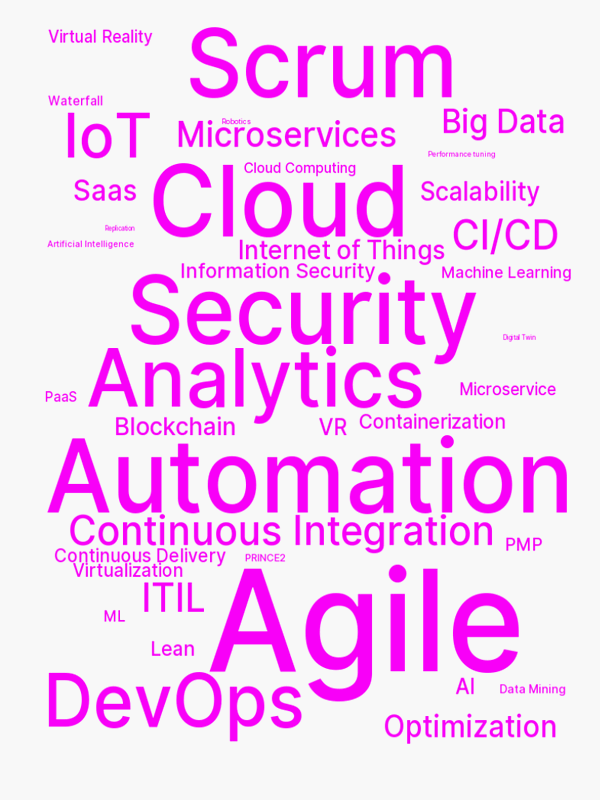 Virtual Reality
Scrum
Waterfall
IoT
Robotics
Microservices
Big Data
Performance tuning
Cloud Computing
Saas
Cloud
Scalability
Replication
CI/CD
Artificial Intelligence
Internet of Things
Information Security
Machine Learning
Security
Digital Twin
Analytics
PaaS
Microservice
Blockchain
VR
Containerization
Automation
Continuous Integration
PMP
Continuous Delivery
PRINCE2
Virtualization
ITIL
Agile
ML
Lean
DevOps
AI
Data Mining
Optimization